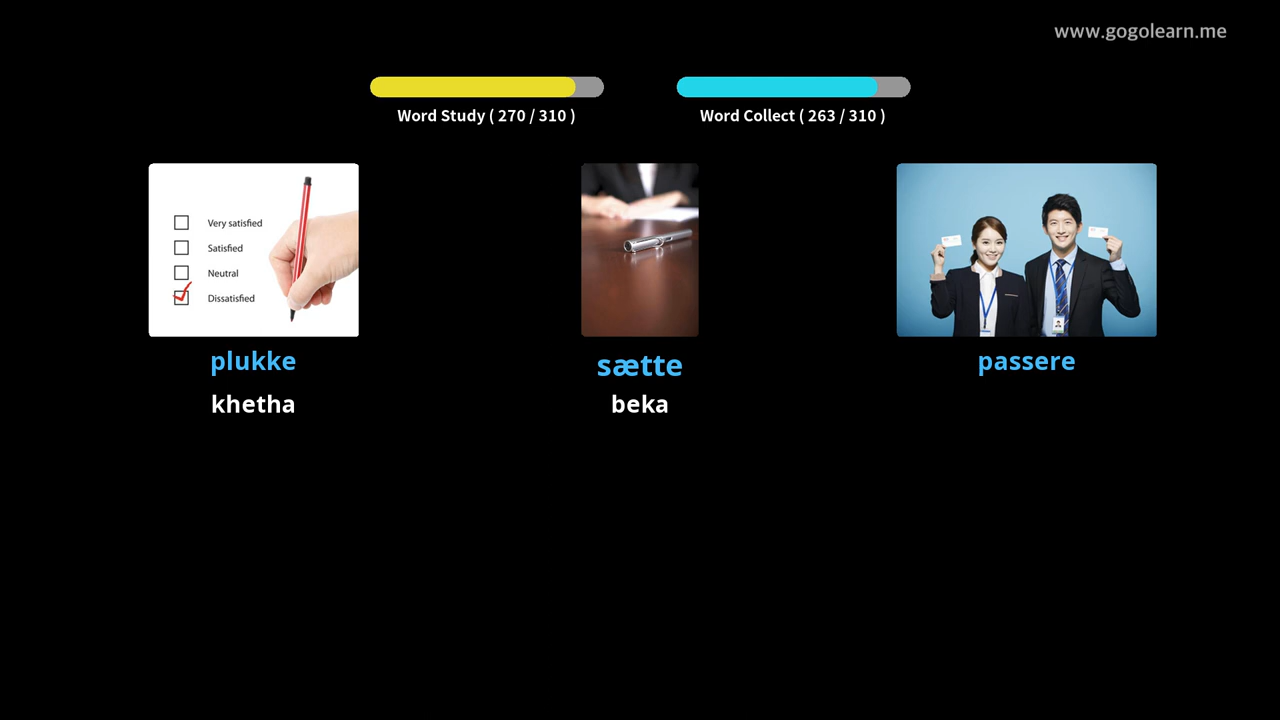 www.gogolearn.me
Word Study ( 270 / 310 )
Word Collect ( 263 / 310 )
Very satisfied
Satisfied
Neutral
Dissatisfied
plukke
sætte
passere
khetha
beka